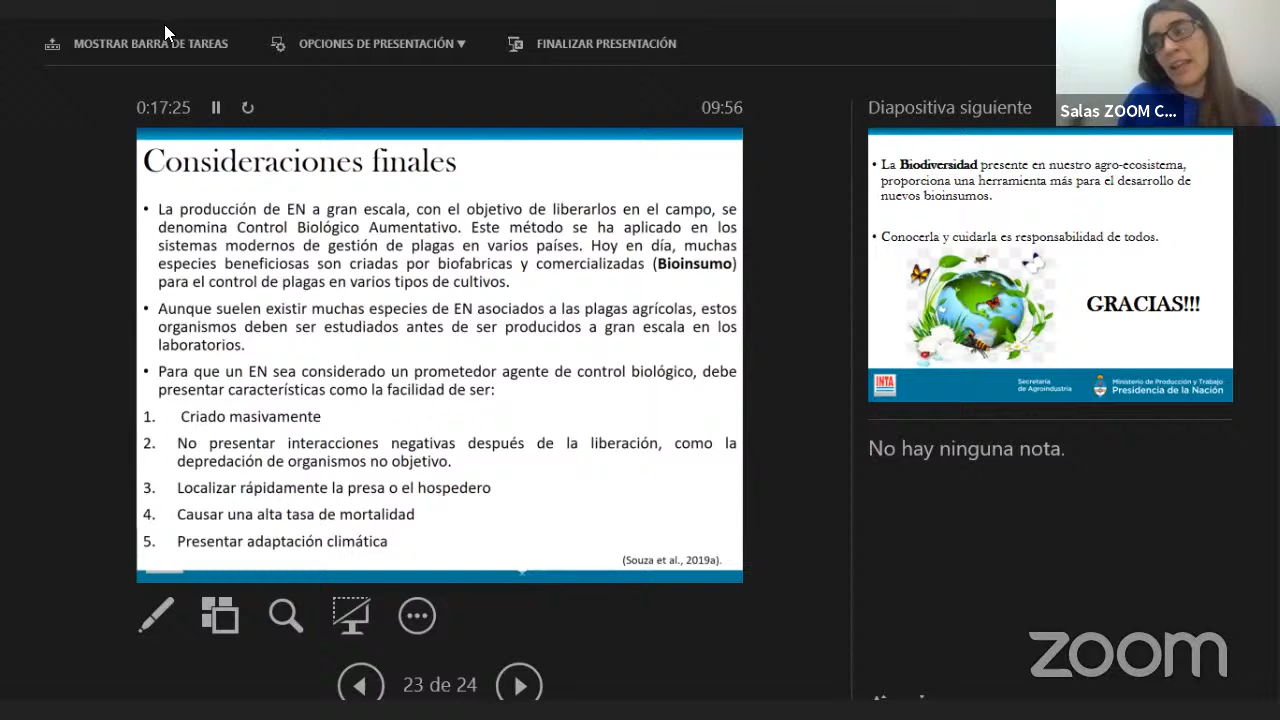 MOSTRAR BARRA DE TAREAS
OPCIONES DE PRESENTACIÓN
FINALIZAR PRESENTACIÓN
Salas ZOOM C...
0:17:25
09:56
Consideraciones finales
• La producción de EN a gran escala, con el objetivo de liberarlos en el campo, se
denomina Control Biológico Aumentativo. Este método se ha aplicado en los
sistemas modernos de gestión de plagas en varios países. Hoy en día, muchas
especies beneficiosas son criadas por biofabricas y comercializadas (Bioinsumo)
para el control de plagas en varios tipos de cultivos.
• Aunque suelen existir muchas especies de EN asociados a las plagas agrícolas, estos
organismos deben ser estudiados antes de ser producidos a gran escala en los
laboratorios.
• Para que un EN sea considerado un prometedor agente de control biológico, debe
presentar características como la facilidad de ser:
1. Criado masivamente
2. No presentar interacciones negativas después de la liberación, como la
depredación de organismos no objetivo.
3. Localizar rápidamente la presa o el hospedero
4. Causar una alta tasa de mortalidad
5. Presentar adaptación climática
(Souza et al., 2019a).
23 de 24
Diapositiva siguiente
• La Biodiversidad presente en nuestro agro-ecosistema,
proporciona una herramienta más para el desarrollo de
nuevos bioinsumos.
• Conocerla y cuidarla es responsabilidad de todos.
GRACIAS!!!
INTA
Secretaría
de Agroindustria
Ministerio de Producción y Trabajo
Presidencia de la Nación
No hay ninguna nota.
zoom